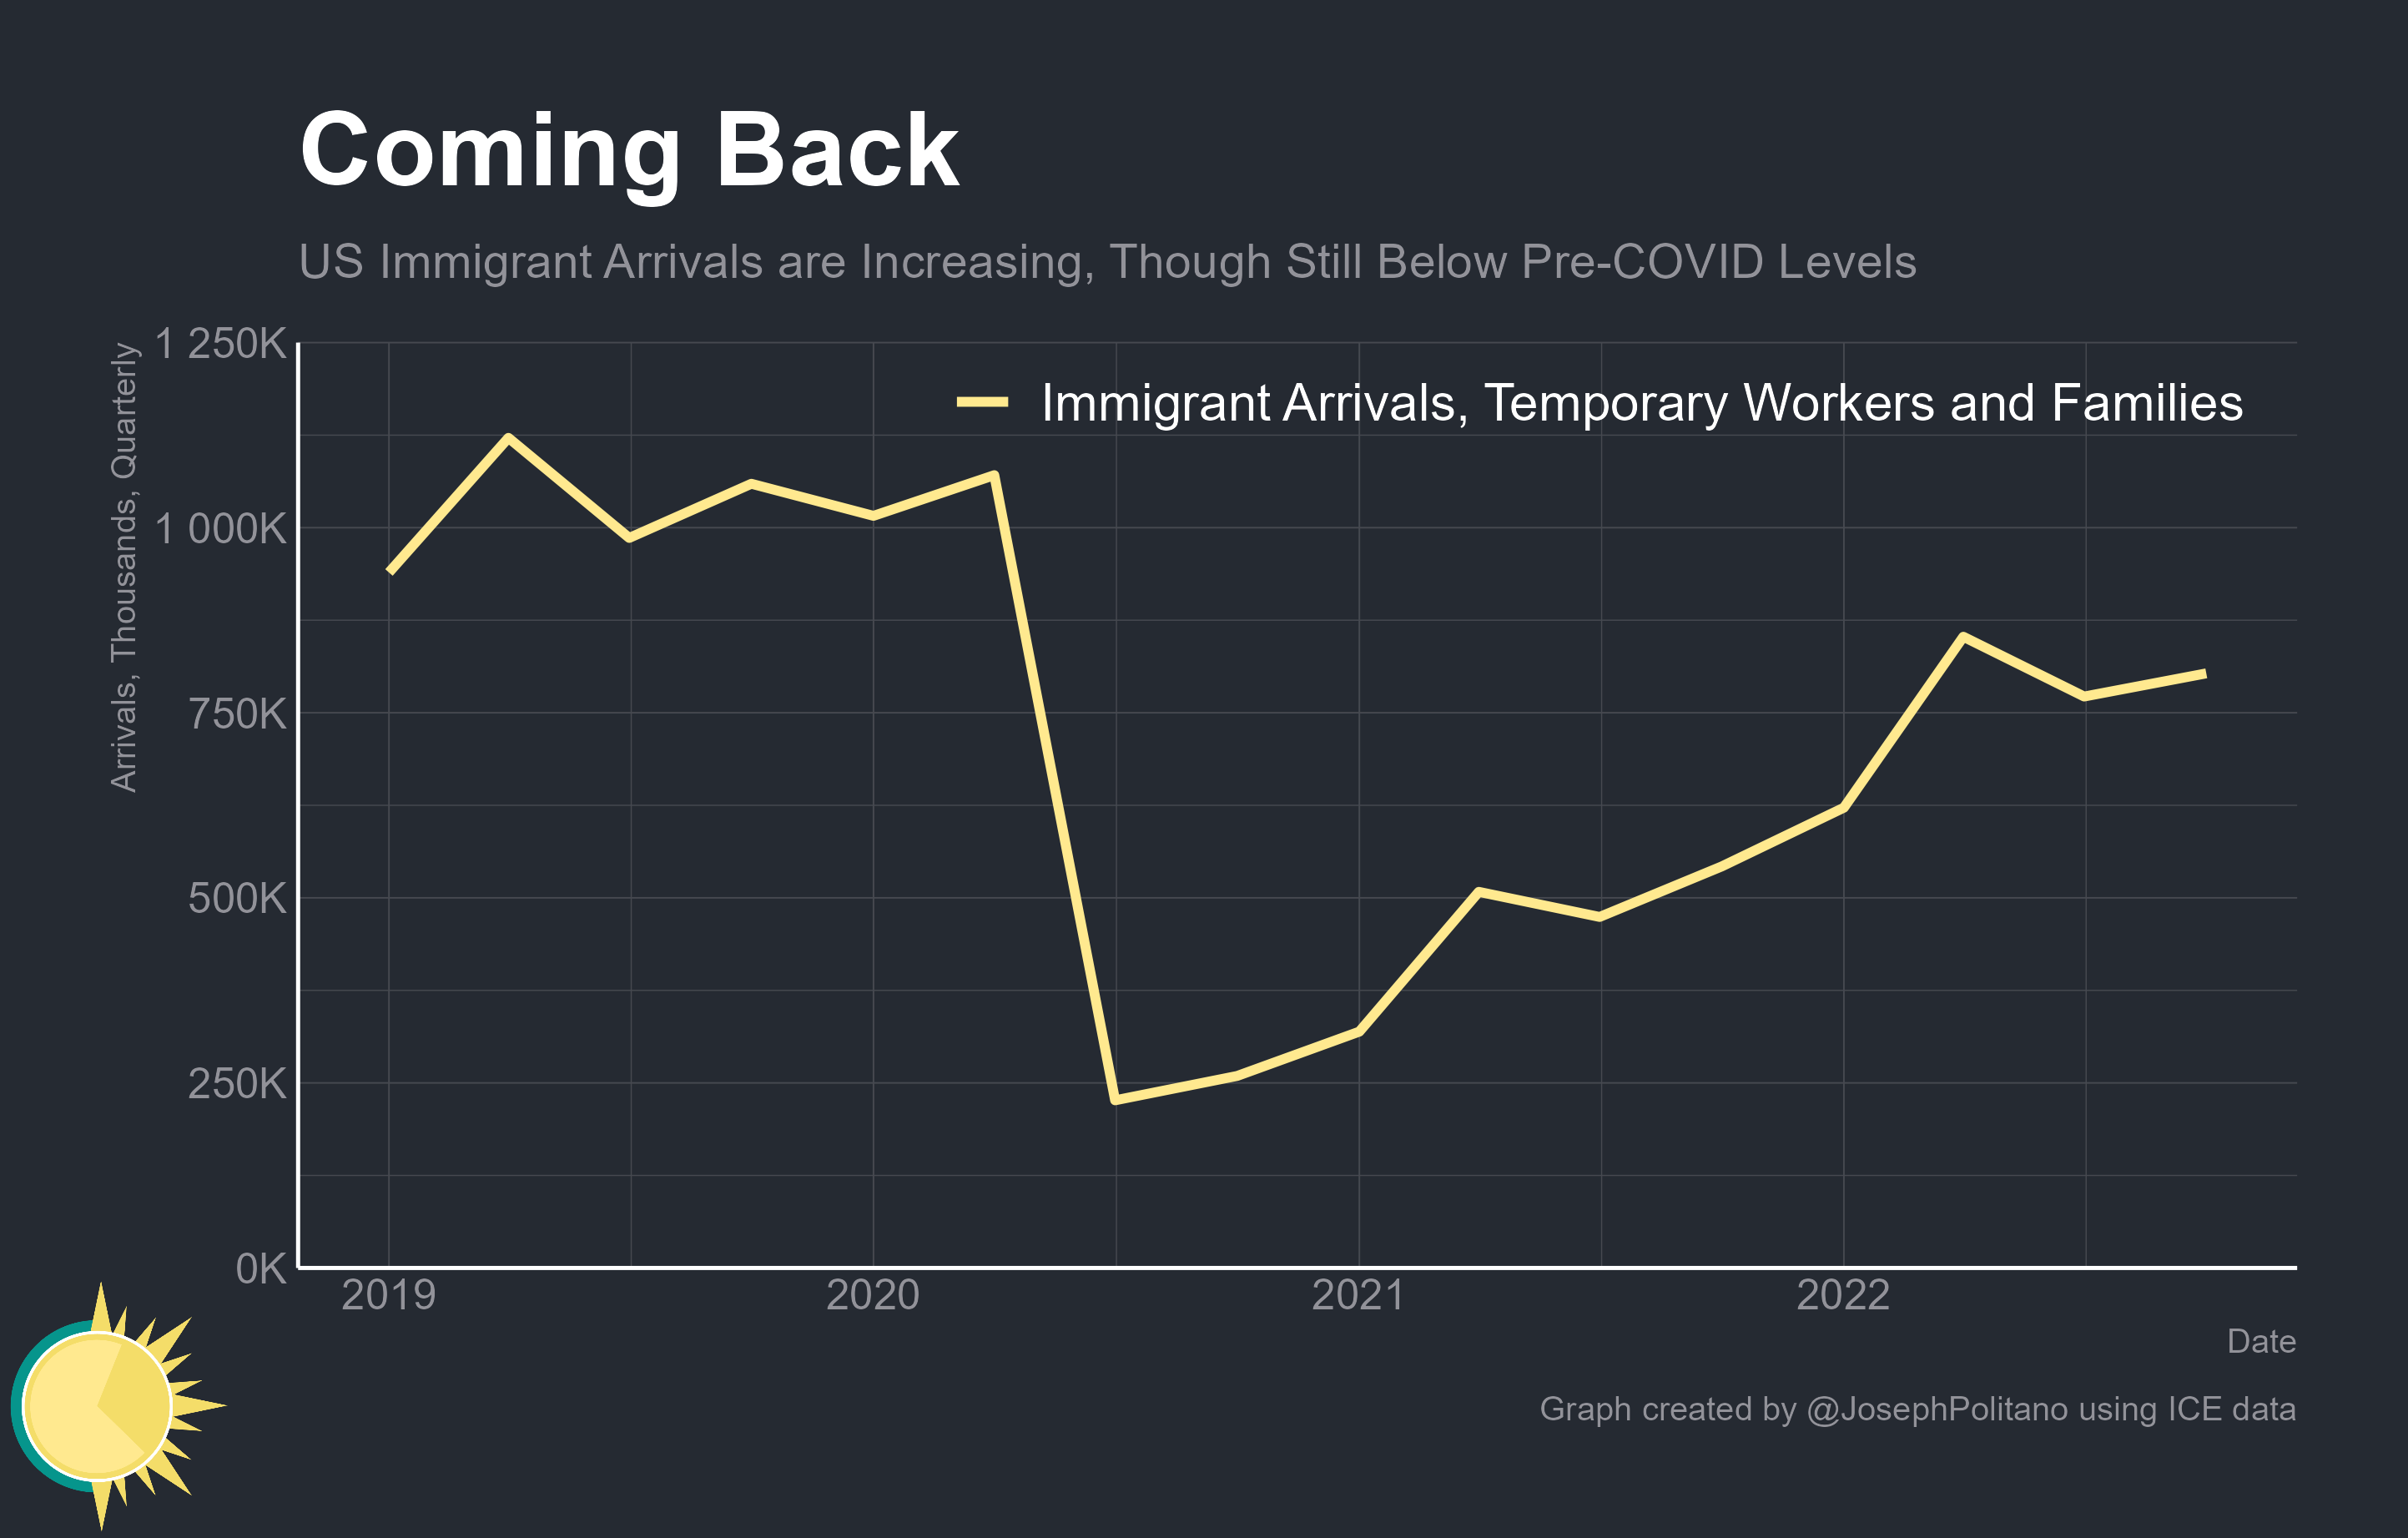 Coming Back
US Immigrant Arrivals are Increasing, Though Still Below Pre-COVID Levels
Arrivals, Thousands, Quarterly
1 250K
1 000K
750K
500K
250K
0K
Immigrant Arrivals, Temporary Workers and Families
2019
2020
2021
2022
Date
Graph created by @JosephPolitano using ICE data